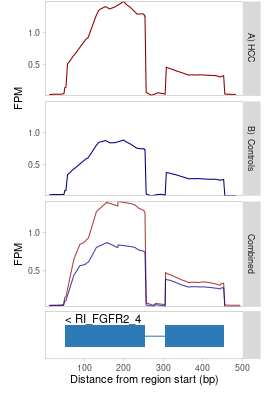 A) HCC
1.0
0.5
FPM
B) Controls
1.0
0.5
Combined
1.0
0.5
FPM
< RI_FGFR2_4
100
200
300
400
500
Distance from region start (bp)